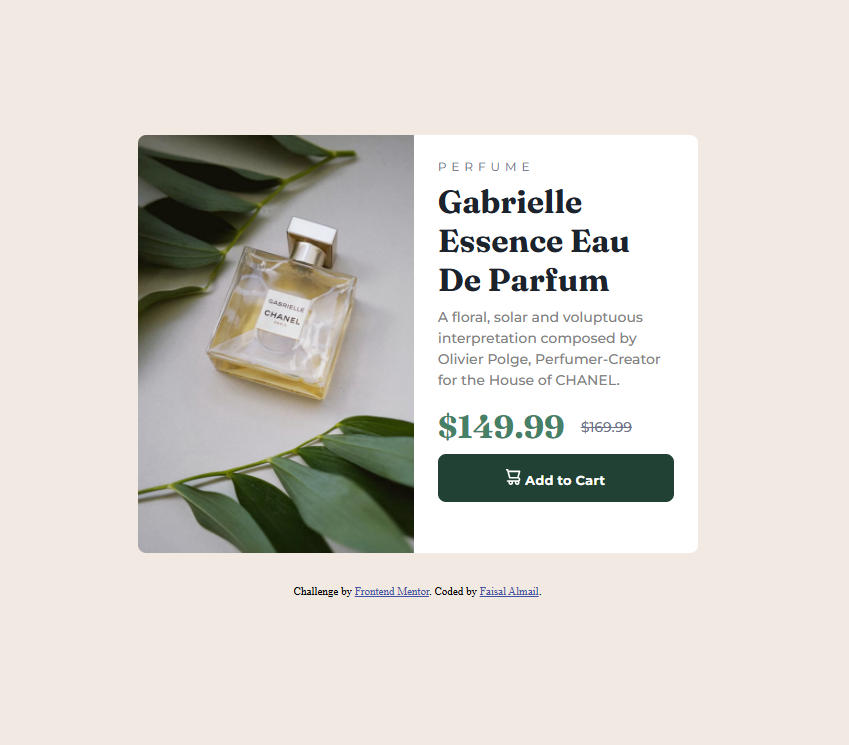 GABRIELLE
CHANEL
PARIS
PERFUME
Gabrielle
Essence Eau
De Parfum
A floral, solar and voluptuous
interpretation composed by
Olivier Polge, Perfumer-Creator
for the House of CHANEL.
$149.99 $169.99
Add to Cart
Challenge by Frontend Mentor. Coded by Faisal Almail.